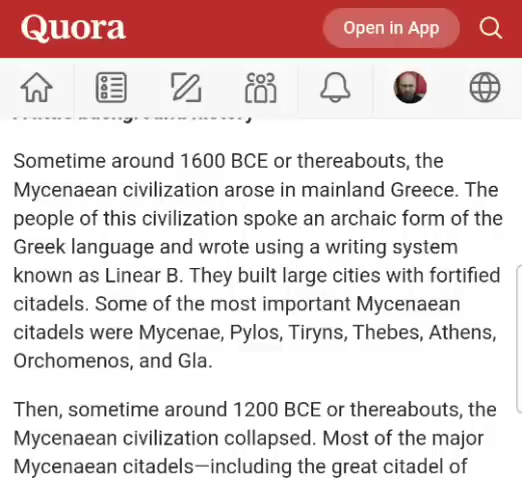 Quora
Open in App
Sometime around 1600 BCE or thereabouts, the
Mycenaean civilization arose in mainland Greece. The
people of this civilization spoke an archaic form of the
Greek language and wrote using a writing system
known as Linear B. They built large cities with fortified
citadels. Some of the most important Mycenaean
citadels were Mycenae, Pylos, Tiryns, Thebes, Athens,
Orchomenos, and Gla.
Then, sometime around 1200 BCE or thereabouts, the
Mycenaean civilization collapsed. Most of the major
Mycenaean citadels—including the great citadel of